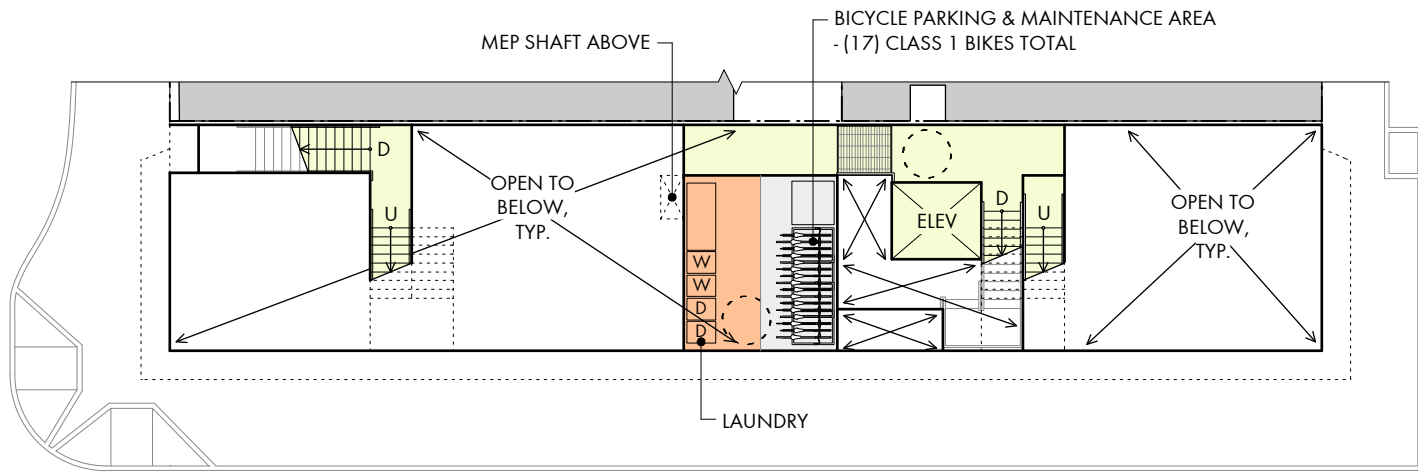 BICYCLE PARKING & MAINTENANCE AREA
- (17) CLASS 1 BIKES TOTAL
MEP SHAFT ABOVE
D
U
OPEN TO
BELOW,
TYP.
W
W
D
D
ELEV
D
U
OPEN TO
BELOW,
TYP.
LAUNDRY